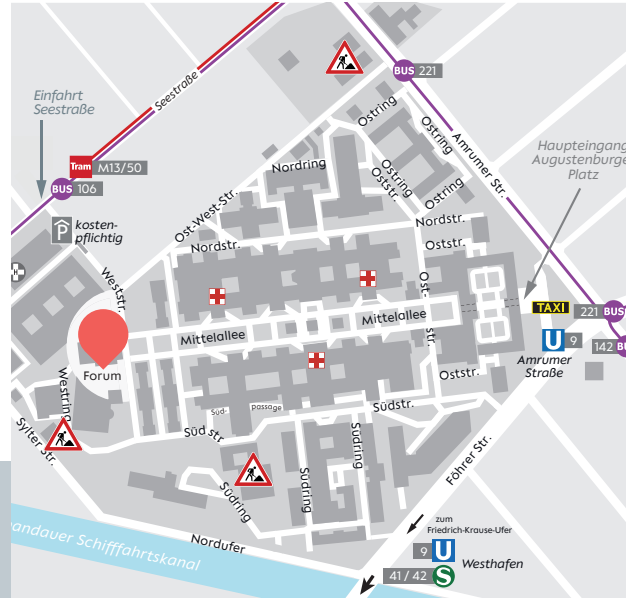 BUS 221
Einfahrt
Seestraße
Seestraße
Ostring
Ostring
Amrumer Str.
Haupteingang
Augustenburger
Platz
Tram M13/50
BUS 106
Nordring
Ostring
Oststr.
Ostring
Ost-West-Str.
P kosten-
pflichtig
Nordstr.
Nordstr.
Oststr.
H
Weststr.
Ost-
str.
TAXI
221 BUS
Mittelallee
Mittelallee
U 9
142
Amrumer
Straße
Forum
Westring
Oststr.
Süd-
passage
Südstr.
Süd str.
Sylter Str.
Südring
Südring
Südring
Südring
Föhrer Str.
zum
Friedrich-Krause-Ufer
Nordufer
9 U
Westhafen
41 / 42 S
andauer Schifffahrtskanal